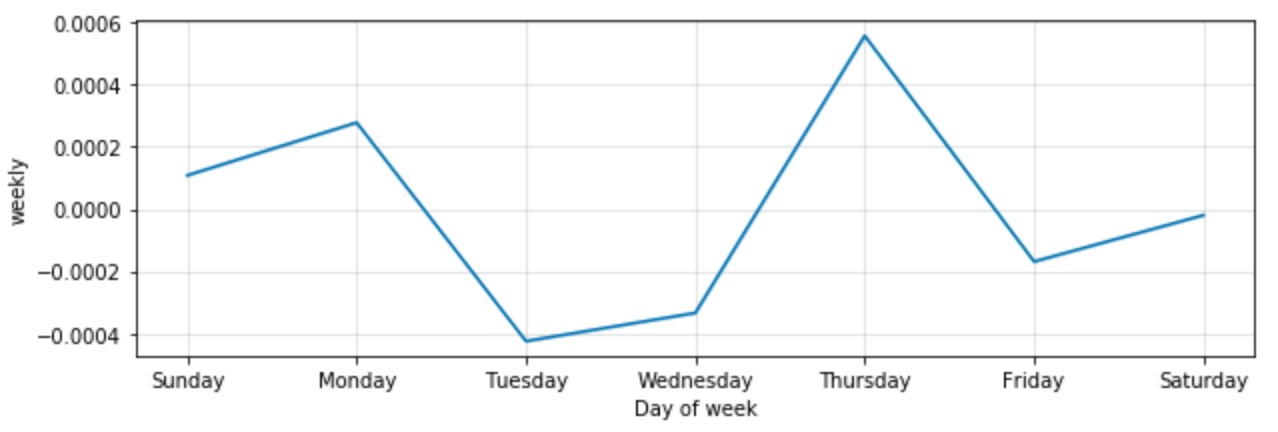 0.0006
0.0004
0.0002
0.0000
−0.0002
−0.0004
weekly
Sunday Monday Tuesday Wednesday Thursday Friday Saturday
Day of week